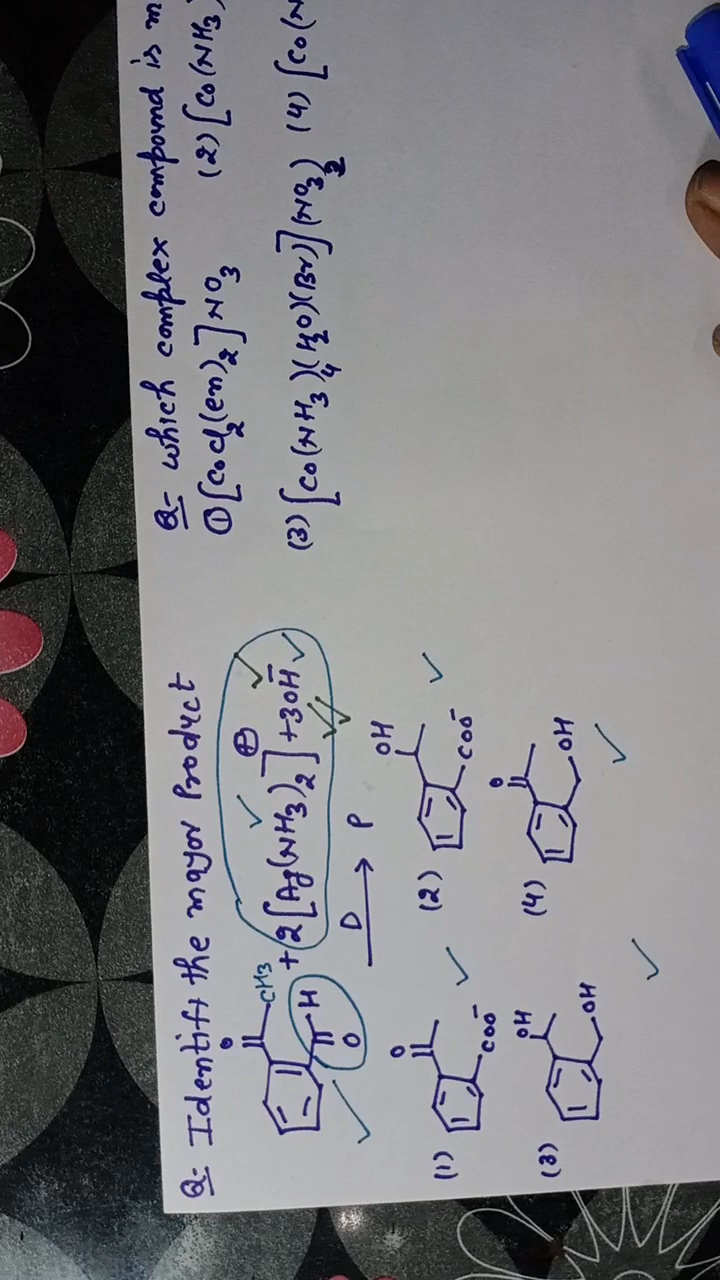 Q- Identift the major Product
O
CH3
H
O
+ 2[Ag(NH3)2]⊕ + 3OH-
Δ → P
(1) O COO-
(2) OH COO-
(3) OH OH
(4) O OH
Q- which complex compound is m
① [CoCl2(en)2]NO3 (2) [Co(NH3)
(3) [Co(NH3)4(H2O)(Br)](NO3)2 (4) [Co(N